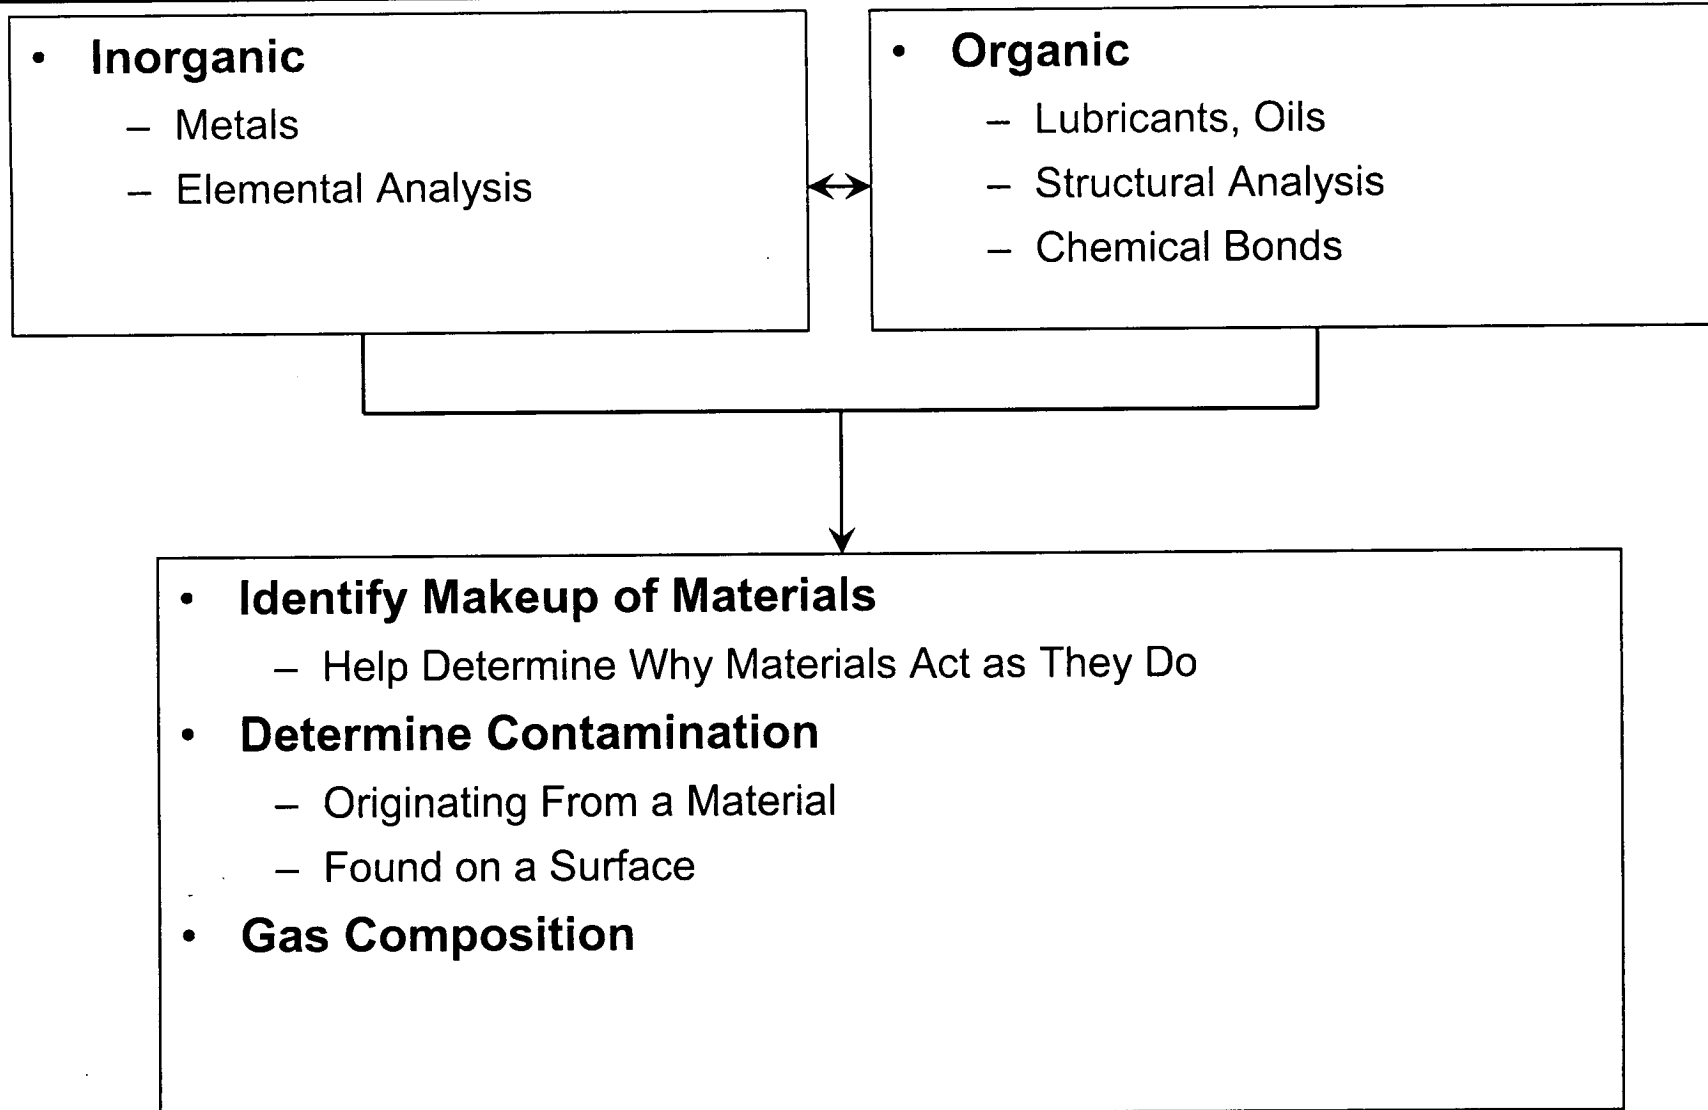 • Inorganic
– Metals
– Elemental Analysis
• Organic
– Lubricants, Oils
– Structural Analysis
– Chemical Bonds
• Identify Makeup of Materials
– Help Determine Why Materials Act as They Do
• Determine Contamination
– Originating From a Material
– Found on a Surface
• Gas Composition